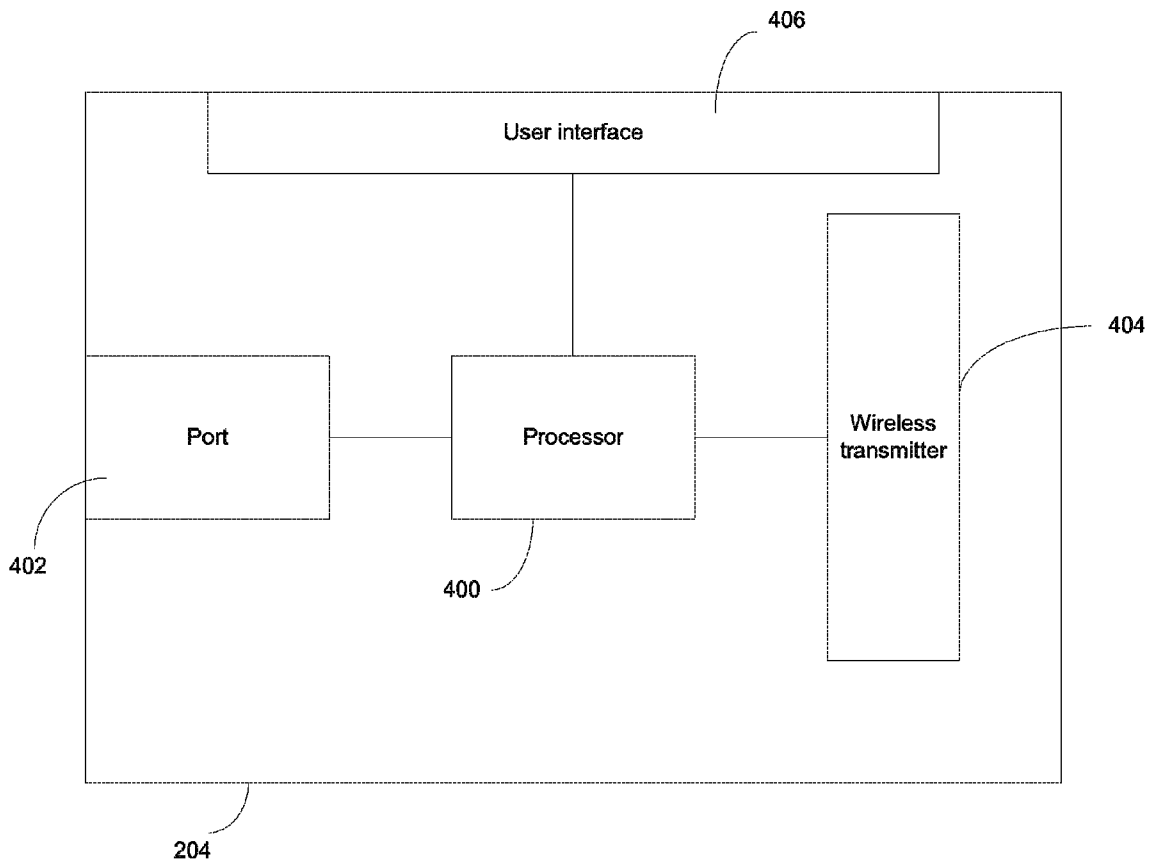 406
User interface
404
Port
Processor
Wireless
transmitter
402
400
204